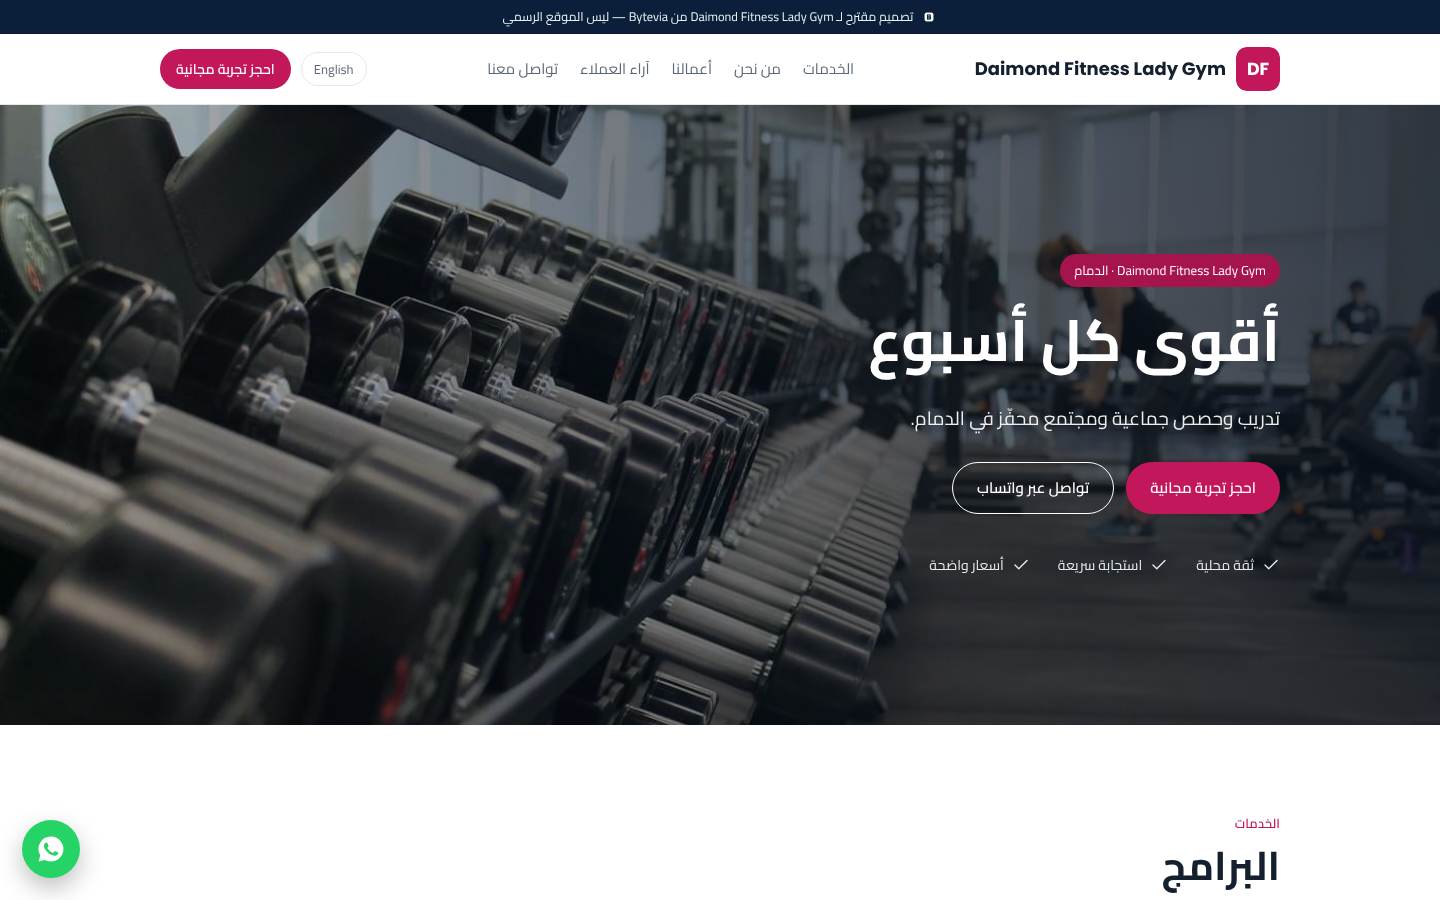 تصميم مقترح لـ Daimond Fitness Lady Gym من Bytevia — ليس الموقع الرسمي
DF Daimond Fitness Lady Gym
الخدمات من نحن أعمالنا آراء العملاء تواصل معنا
English
احجز تجربة مجانية
Daimond Fitness Lady Gym · الدمام
أقوى كل أسبوع
تدريب وحصص جماعية ومجتمع محفّز في الدمام.
احجز تجربة مجانية
تواصل عبر واتساب
ثقة محلية استجابة سريعة أسعار واضحة
الخدمات
البرامج